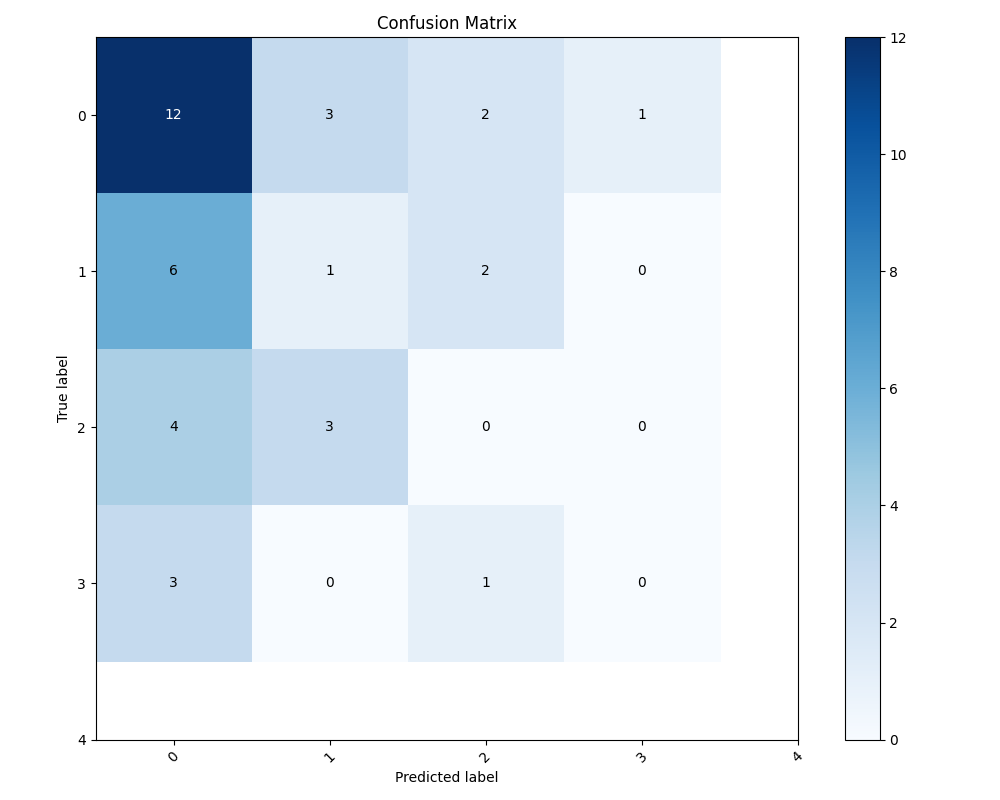 Confusion Matrix
0 12 3 2 1
1 6 1 2 0
2 4 3 0 0
3 3 0 1 0
4
0 1 2 3 4
True label
Predicted label
12
10
8
6
4
2
0